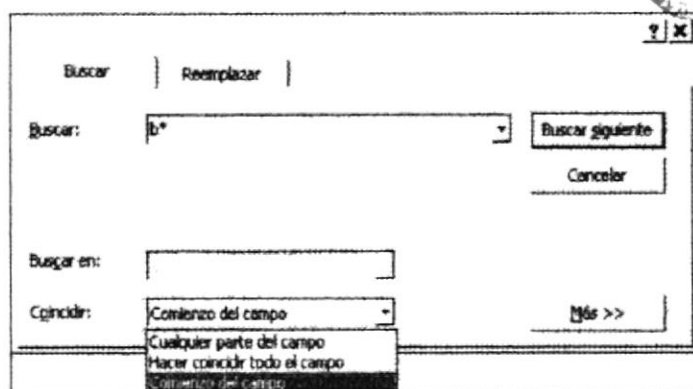 ? x
Buscar Reemplazar
Buscar: b* Buscar siguiente
Cancelar
Buscar en:
Coincidir: Comienzo del campo Más >>
Cualquier parte del campo
Hacer coincidir todo el campo
Comienzo del campo